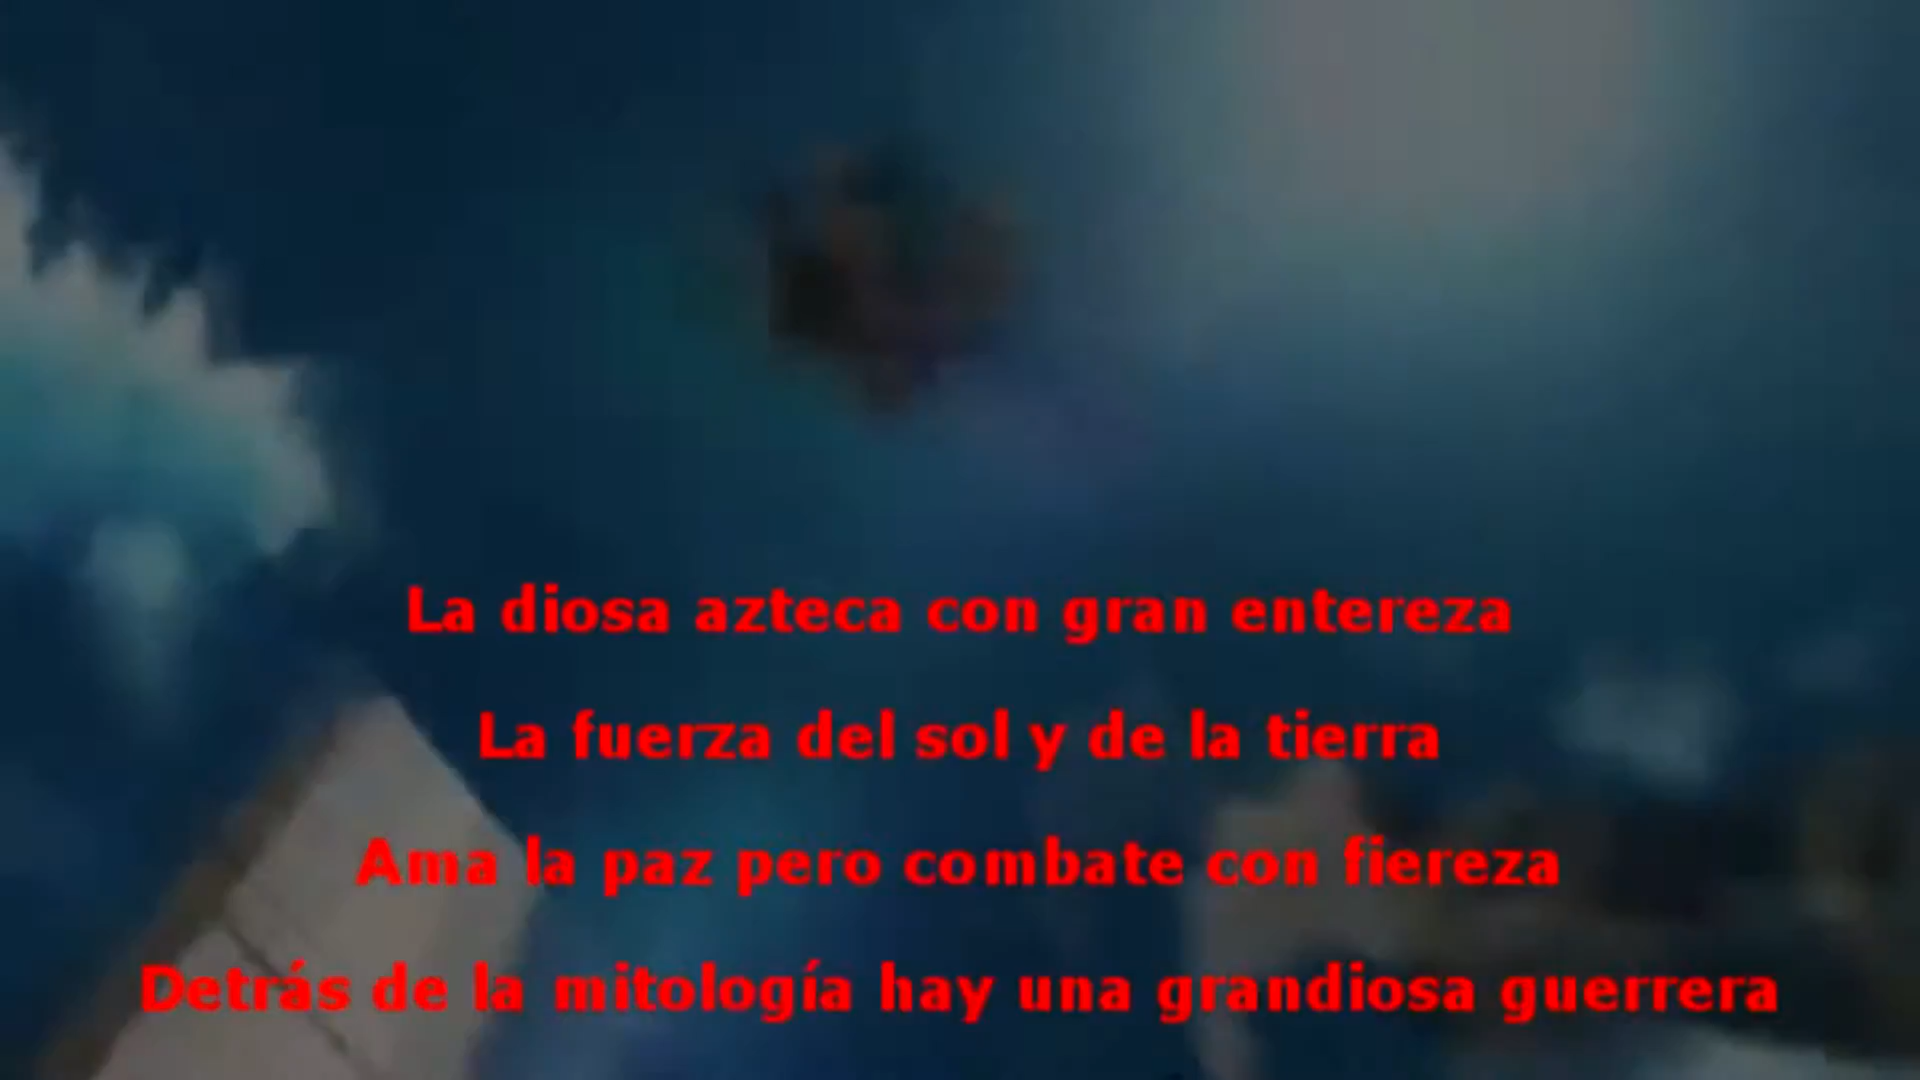 La diosa azteca con gran entereza
La fuerza del sol y de la tierra
Ama la paz pero combate con fiereza
Detrás de la mitología hay una grandiosa guerrera